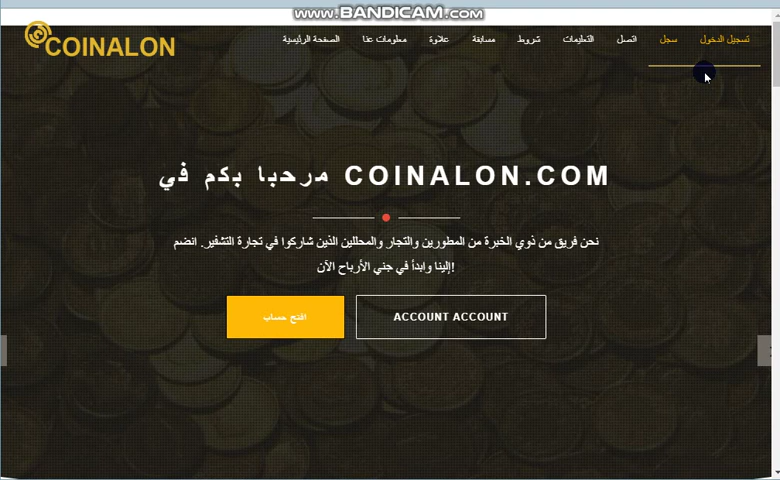 www.BANDICAM.com
COINALON
تسجيل الدخول
سجل
اتصل
التعليمات
شروط
مسابقة
علاوة
معلومات عنا
الصفحة الرئيسية
مرحبا بكم في COINALON.COM
نحن فريق من ذوي الخبرة من المطورين والتجار والمحللين الذين شاركوا في تجارة التشفير. انضم
إلينا وابدأ في جني الأرباح الآن!
افتح حساب
ACCOUNT ACCOUNT